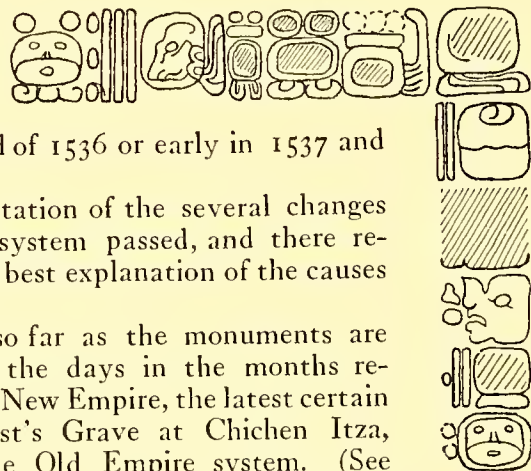 of 1536 or early in 1537 and
tation of the several changes
system passed, and there re-
best explanation of the causes
so far as the monuments are
the days in the months re-
New Empire, the latest certain
st's Grave at Chichen Itza,
Old Empire system. (See